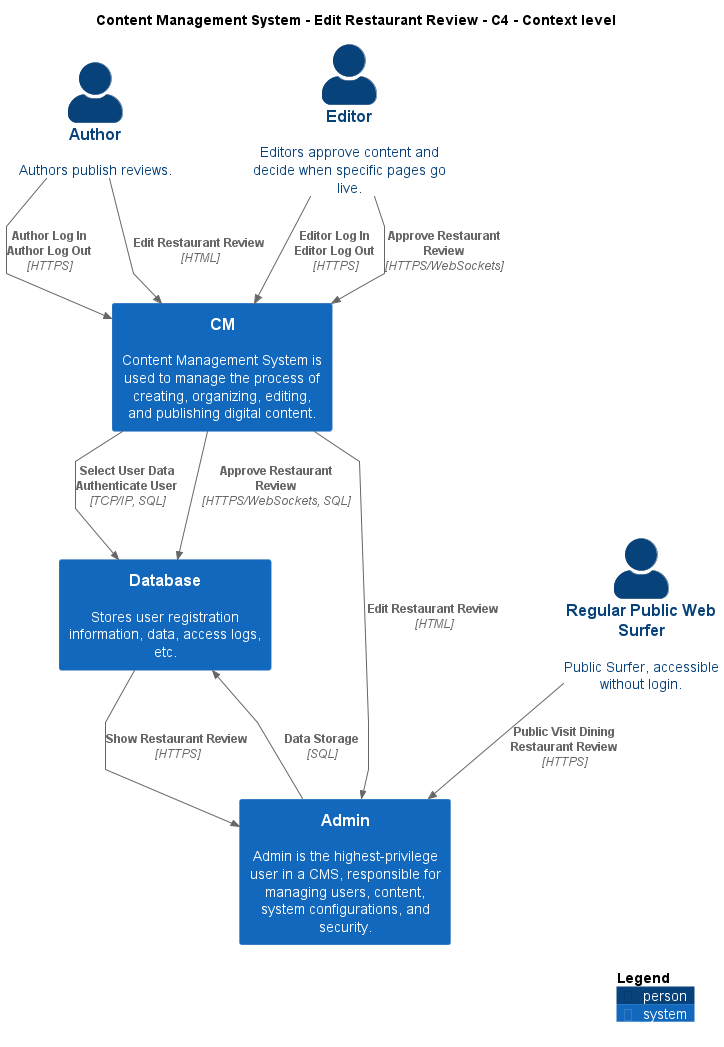 Content Management System - Edit Restaurant Review - C4 - Context level
Author
Authors publish reviews.
Editor
Editors approve content and
decide when specific pages go
live.
Author Log In
Author Log Out
[HTTPS]
Edit Restaurant Review
[HTML]
Editor Log In
Editor Log Out
[HTTPS]
Approve Restaurant
Review
[HTTPS/WebSockets]
CM
Content Management System is
used to manage the process of
creating, organizing, editing,
and publishing digital content.
Select User Data
Authenticate User
[TCP/IP, SQL]
Approve Restaurant
Review
[HTTPS/WebSockets, SQL]
Database
Stores user registration
information, data, access logs,
etc.
Edit Restaurant Review
[HTML]
Regular Public Web
Surfer
Public Surfer, accessible
without login.
Show Restaurant Review
[HTTPS]
Data Storage
[SQL]
Public Visit Dining
Restaurant Review
[HTTPS]
Admin
Admin is the highest-privilege
user in a CMS, responsible for
managing users, content,
system configurations, and
security.
Legend
person
system